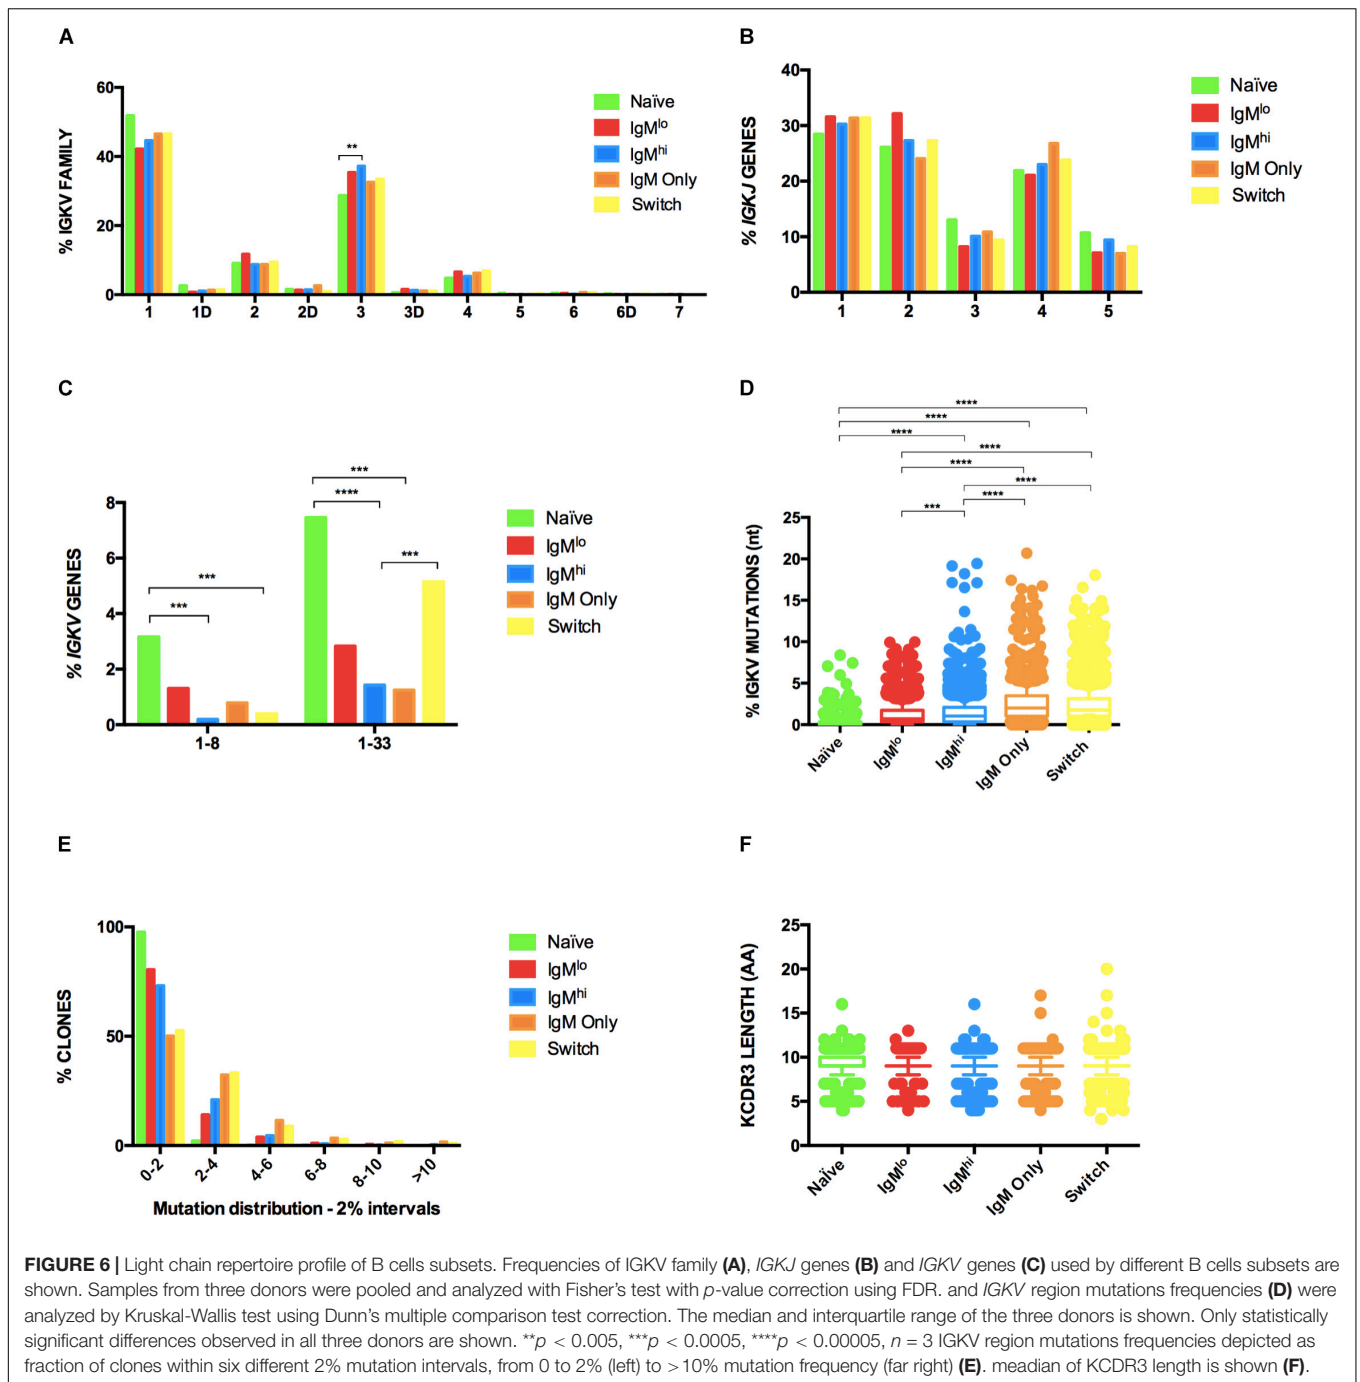 A
% IGKV FAMILY
60
40
20
0
**
1 1D 2 2D 3 3D 4 5 6 6D 7
Naïve
IgMlo
IgMhi
IgM Only
Switch
B
% IGKJ GENES
40
30
20
10
0
1 2 3 4 5
Naïve
IgMlo
IgMhi
IgM Only
Switch
C
% IGKV GENES
8
6
4
2
0
***
***
***
****
***
1-8 1-33
Naïve
IgMlo
IgMhi
IgM Only
Switch
D
% IGKV MUTATIONS (nt)
****
****
****
****
****
****
****
***
25
20
15
10
5
0
Naïve IgMlo IgMhi IgM Only Switch
E
% CLONES
100
50
0
0-2 2-4 4-6 6-8 8-10 >10
Mutation distribution - 2% intervals
Naïve
IgMlo
IgMhi
IgM Only
Switch
F
KCDR3 LENGTH (AA)
25
20
15
10
5
0
Naïve IgMlo IgMhi IgM Only Switch
FIGURE 6 | Light chain repertoire profile of B cells subsets. Frequencies of IGKV family (A), IGKJ genes (B) and IGKV genes (C) used by different B cells subsets are
shown. Samples from three donors were pooled and analyzed with Fisher's test with p-value correction using FDR. and IGKV region mutations frequencies (D) were
analyzed by Kruskal-Wallis test using Dunn's multiple comparison test correction. The median and interquartile range of the three donors is shown. Only statistically
significant differences observed in all three donors are shown. **p < 0.005, ***p < 0.0005, ****p < 0.00005, n = 3 IGKV region mutations frequencies depicted as
fraction of clones within six different 2% mutation intervals, from 0 to 2% (left) to >10% mutation frequency (far right) (E). meadian of KCDR3 length is shown (F).